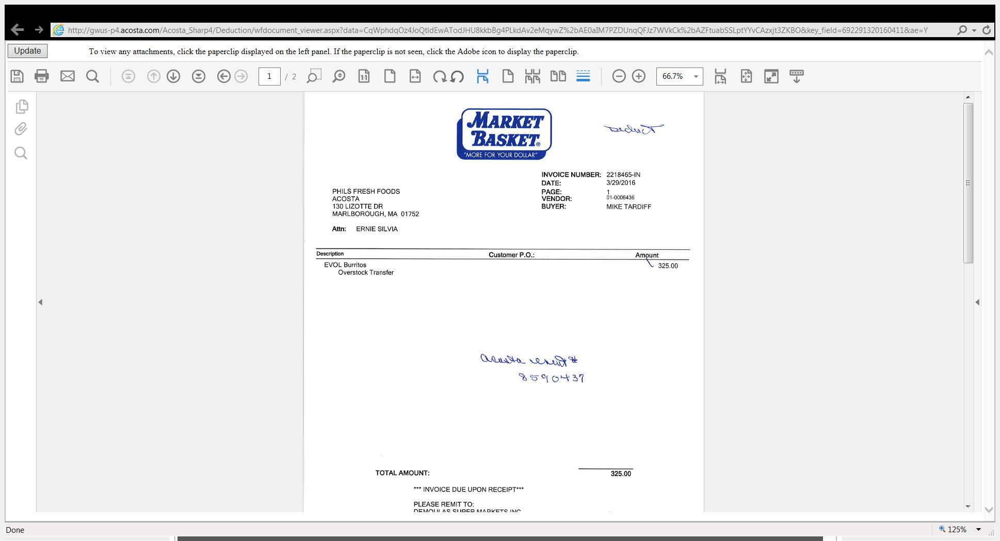 http://gwus-p4.acosta.com/Acosta_Sharp4/Deduction/wfdocument_viewer.aspx?data=CqWphdqOz4JoQtIdEwATodJHU8kkbBg4PLkdAv2eMqywZ%2bAE0aIM7PZDUnqQFJz7WVkCk%2bAZFtuabSSLptYYvCAzxjt3ZKBO&key_field=692291320160411&ae=Y
Update
To view any attachments, click the paperclip displayed on the left panel. If the paperclip is not seen, click the Adobe icon to display the paperclip.
1 / 2
1:1
66.7%
MARKET
BASKET®
"MORE FOR YOUR DOLLAR"
Deduct
INVOICE NUMBER: 2218465-IN
DATE: 3/29/2016
PAGE: 1
VENDOR: 01-0006436
BUYER: MIKE TARDIFF
PHILS FRESH FOODS
ACOSTA
130 LIZOTTE DR
MARLBOROUGH, MA 01752
Attn: ERNIE SILVIA
Description Customer P.O.: Amount
EVOL Burritos 325.00
Overstock Transfer
Acosta event #
8590437
TOTAL AMOUNT: 325.00
*** INVOICE DUE UPON RECEIPT***
PLEASE REMIT TO:
DEMOULAS SUPER MARKETS INC
Done
125%